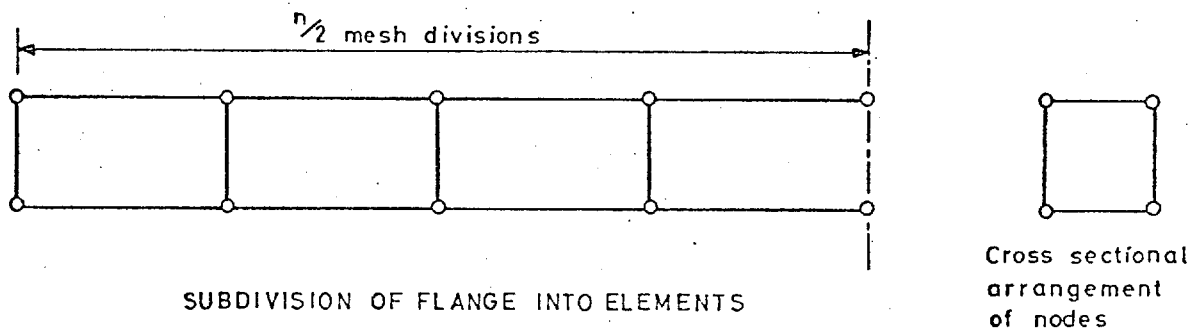 n/2 mesh divisions
SUBDIVISION OF FLANGE INTO ELEMENTS
Cross sectional
arrangement
of nodes